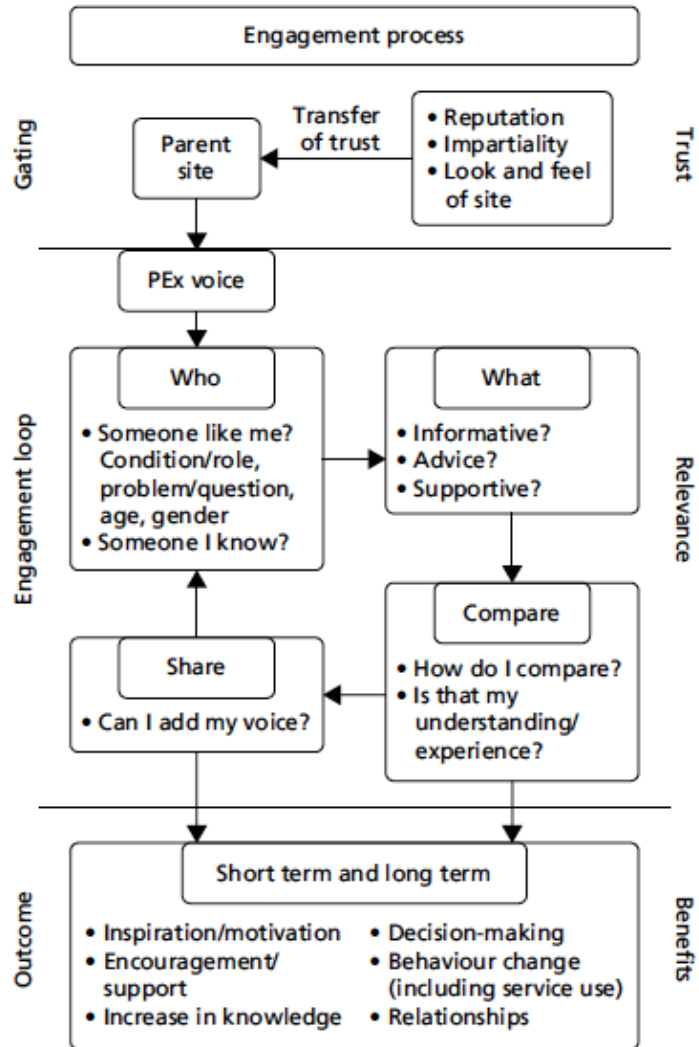 Engagement process
Gating
Parent
site
Transfer
of trust
• Reputation
• Impartiality
• Look and feel
of site
Trust
PEx voice
Engagement loop
Who
• Someone like me?
Condition/role,
problem/question,
age, gender
• Someone I know?
What
• Informative?
• Advice?
• Supportive?
Relevance
Share
• Can I add my voice?
Compare
• How do I compare?
• Is that my
understanding/
experience?
Outcome
Short term and long term
• Inspiration/motivation
• Encouragement/
support
• Increase in knowledge
• Decision-making
• Behaviour change
(including service use)
• Relationships
Benefits